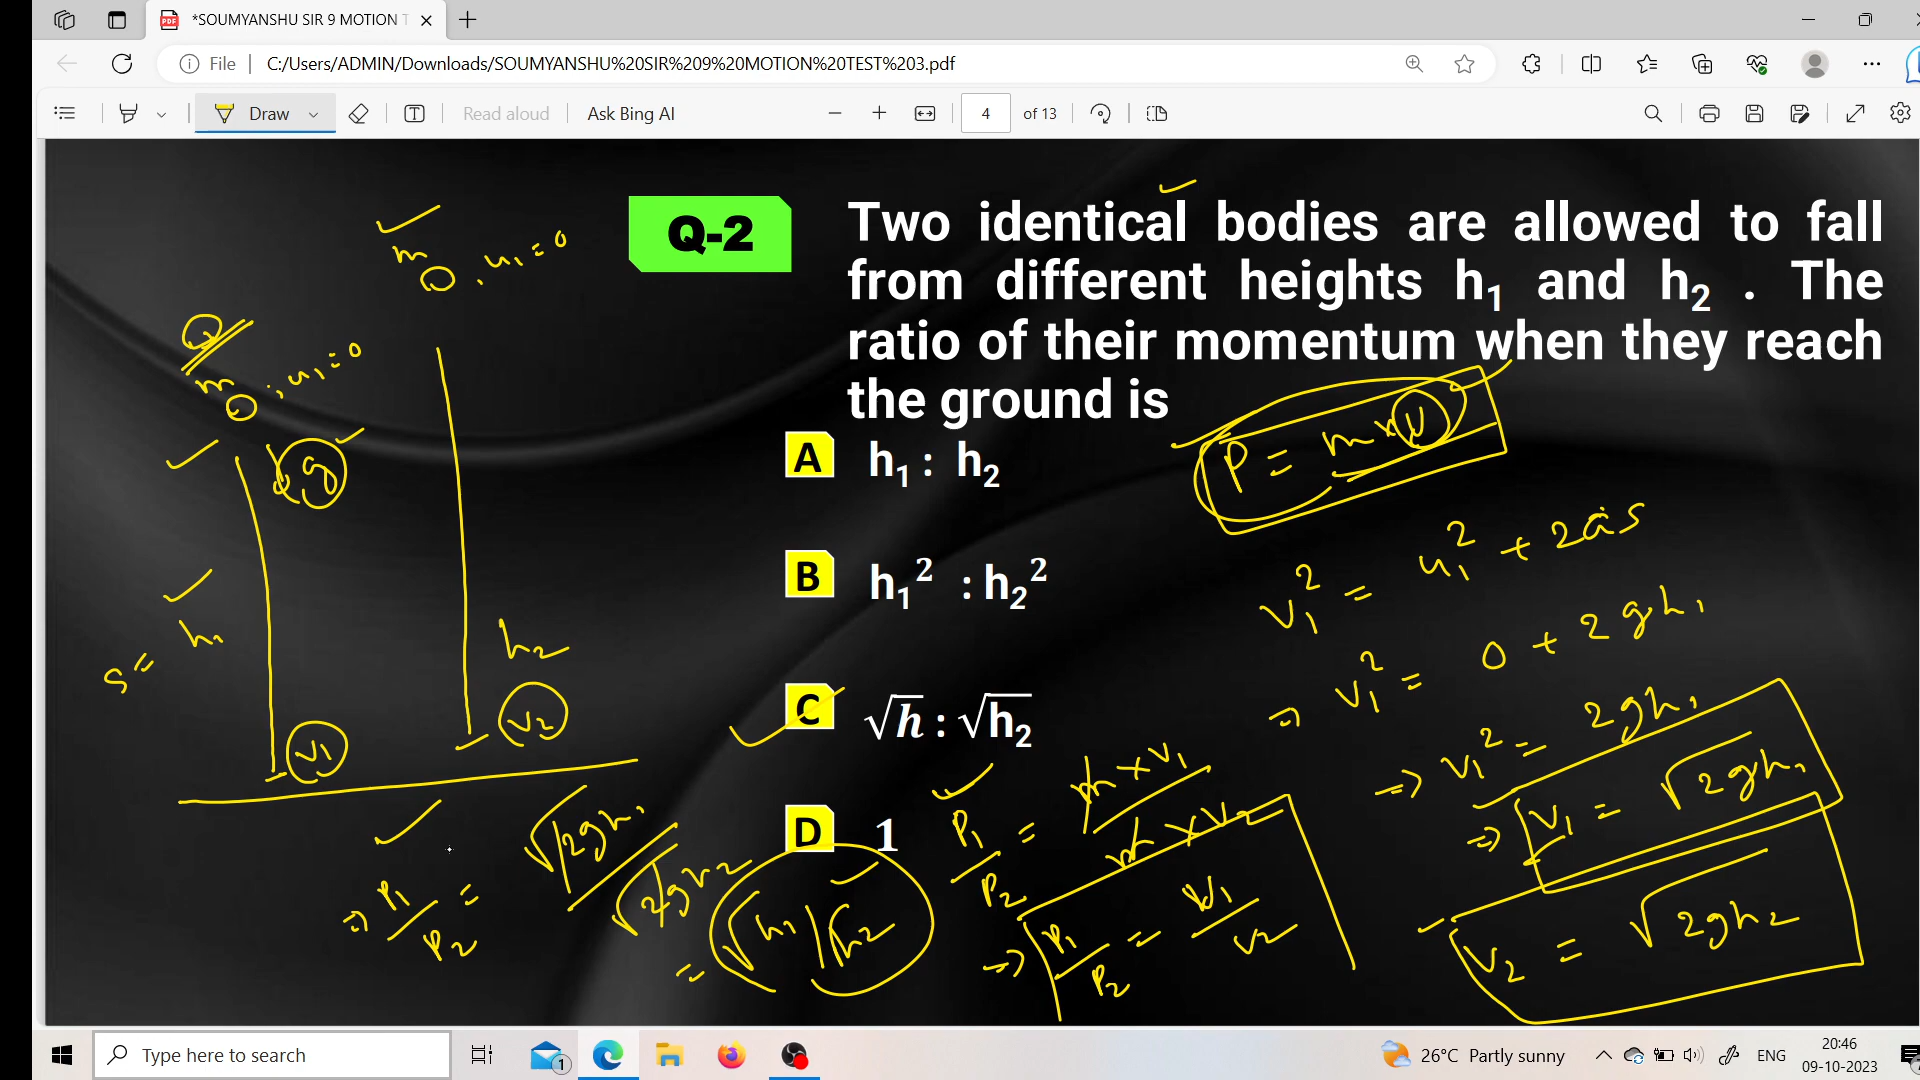 *SOUMYANSHU SIR 9 MOTION T
File
C:/Users/ADMIN/Downloads/SOUMYANSHU%20SIR%209%20MOTION%20TEST%203.pdf
Draw
Read aloud
Ask Bing AI
4 of 13
Q-2
Two identical bodies are allowed to fall
from different heights h₁ and h₂ . The
ratio of their momentum when they reach
the ground is
A h₁ : h₂
B h₁² : h₂²
C √h : √h₂
D 1
m , u₁ = 0
Q
m ; u₁ = 0
g
s = h₁
h₂
v₁
v₂
P = m × v
v₁² = u₁² + 2as
⇒ v₁² = 0 + 2gh₁
⇒ v₁² = 2gh₁
⇒ v₁ = √2gh₁
v₂ = √2gh₂
P₁/P₂ = m × v₁ / m × v₂
⇒ P₁/P₂ = v₁/v₂
⇒ P₁/P₂ = √2gh₁ / √2gh₂
= √h₁ / √h₂
Type here to search
1
26°C Partly sunny
ENG
20:46
09-10-2023